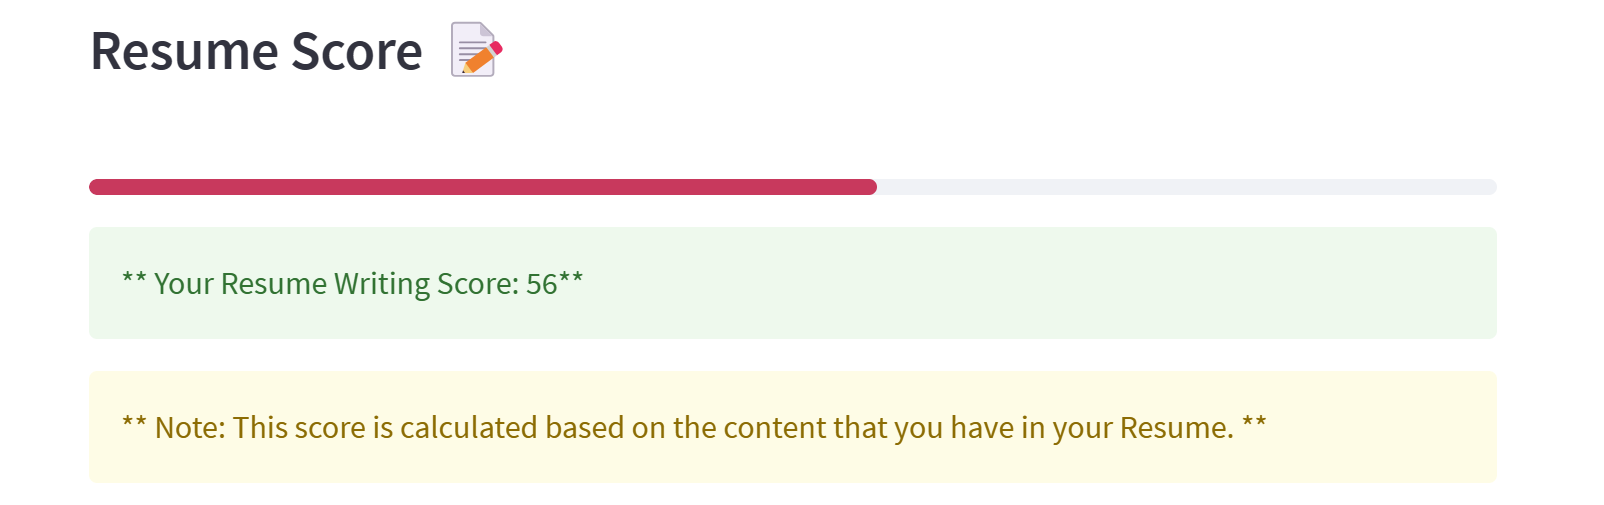 Resume Score 📝
** Your Resume Writing Score: 56**
** Note: This score is calculated based on the content that you have in your Resume. **